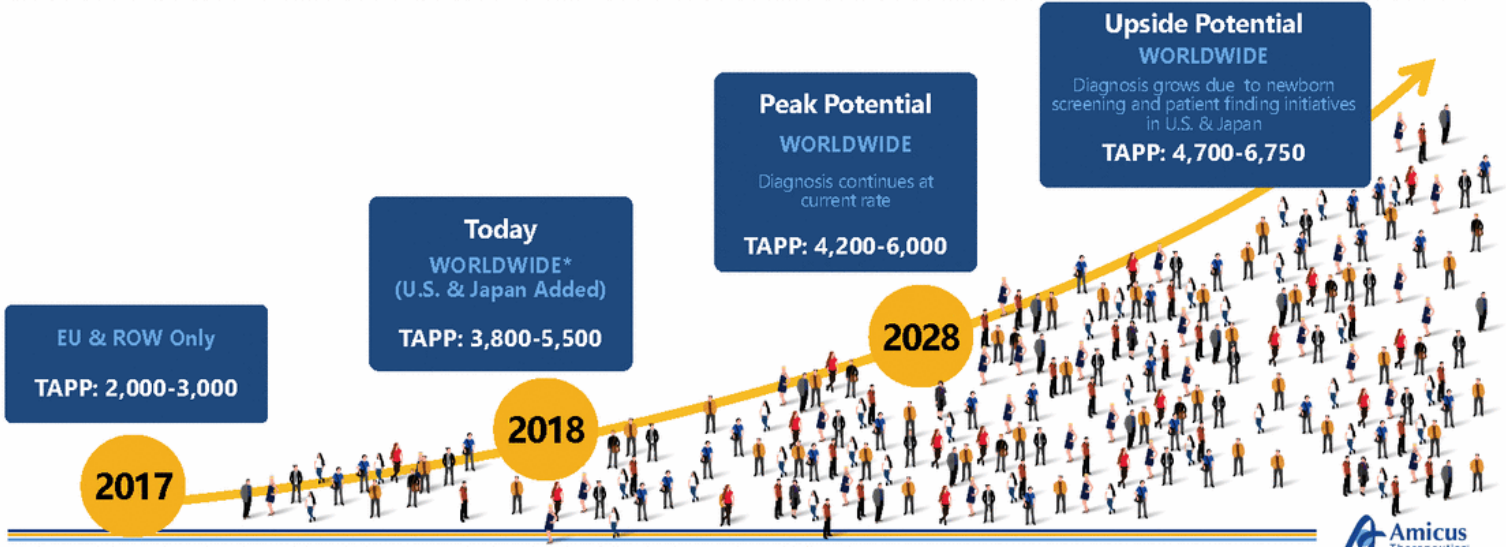 EU & ROW Only
TAPP: 2,000-3,000
2017
Today
WORLDWIDE*
(U.S. & Japan Added)
TAPP: 3,800-5,500
2018
Peak Potential
WORLDWIDE
Diagnosis continues at
current rate
TAPP: 4,200-6,000
2028
Upside Potential
WORLDWIDE
Diagnosis grows due to newborn
screening and patient finding initiatives
in U.S. & Japan
TAPP: 4,700-6,750
Amicus